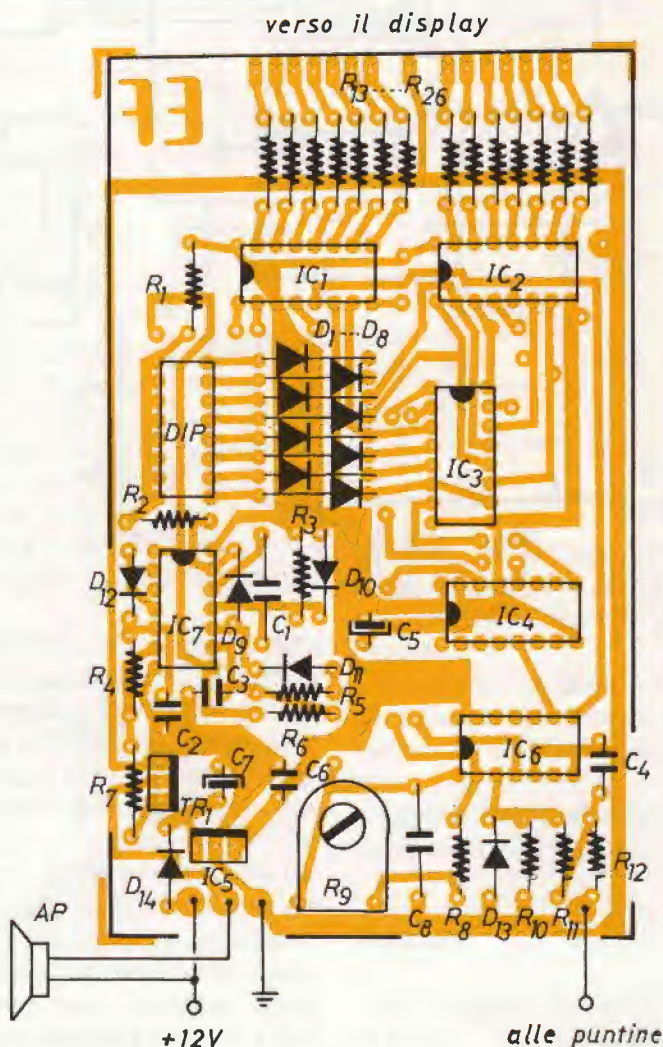 verso il display
73
R13....R26
R1
IC1
IC2
D1...D8
DIP
IC3
R2
R3
D12
IC7
D9
C1
D10
C5
IC4
R4
C3
D11
R5
C2
R6
IC6
C4
R7
C7
C6
TR1
D14
IC5
R9
C8
R8
D13
R10
R11
R12
AP
+12V
alle puntine